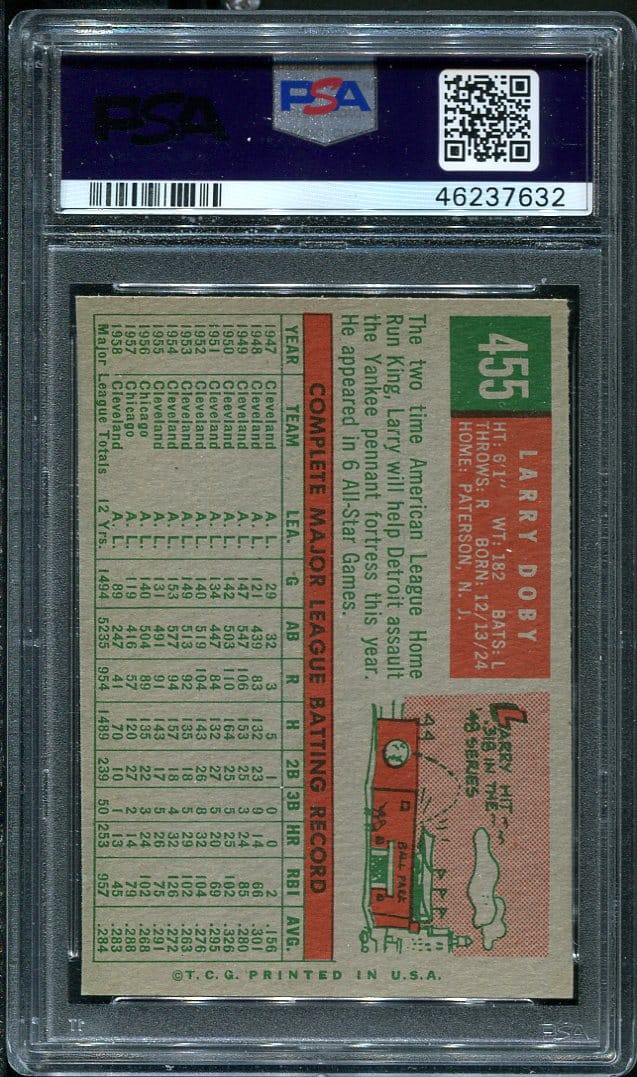 PSA
PSA
46237632
455
LARRY DOBY
HT: 6'1" WT: 182 BATS: L
THROWS: R BORN: 12/13/24
HOME: PATERSON, N. J.
The two time American League Home
Run King, Larry will help Detroit assault
the Yankee pennant fortress this year.
He appeared in 6 All-Star Games.
LARRY HIT
.318 IN THE
'48 SERIES
BALL PARK
COMPLETE MAJOR LEAGUE BATTING RECORD
YEAR TEAM LEA. G AB R H 2B 3B HR RBI AVG.
1947 Cleveland A. L. 29 32 3 5 1 0 0 2 .156
1948 Cleveland A. L. 121 439 83 132 23 9 14 66 .301
1949 Cleveland A. L. 147 547 106 153 25 3 24 85 .280
1950 Cleveland A. L. 142 503 110 164 25 5 25 102 .326
1951 Cleveland A. L. 134 447 84 132 27 5 20 69 .295
1952 Cleveland A. L. 140 519 104 143 26 8 32 104 .276
1953 Cleveland A. L. 149 513 92 135 18 5 29 102 .263
1954 Cleveland A. L. 153 577 94 157 18 4 32 126 .272
1955 Cleveland A. L. 131 491 91 143 17 5 26 75 .291
1956 Chicago A. L. 140 504 89 135 22 3 24 102 .268
1957 Chicago A. L. 119 416 57 120 27 2 14 79 .288
1958 Cleveland A. L. 89 247 41 70 10 1 13 45 .283
Major League Totals 12 Yrs. 1494 5235 954 1489 239 50 253 957 .284
©T. C. G. PRINTED IN U.S.A.
PSA